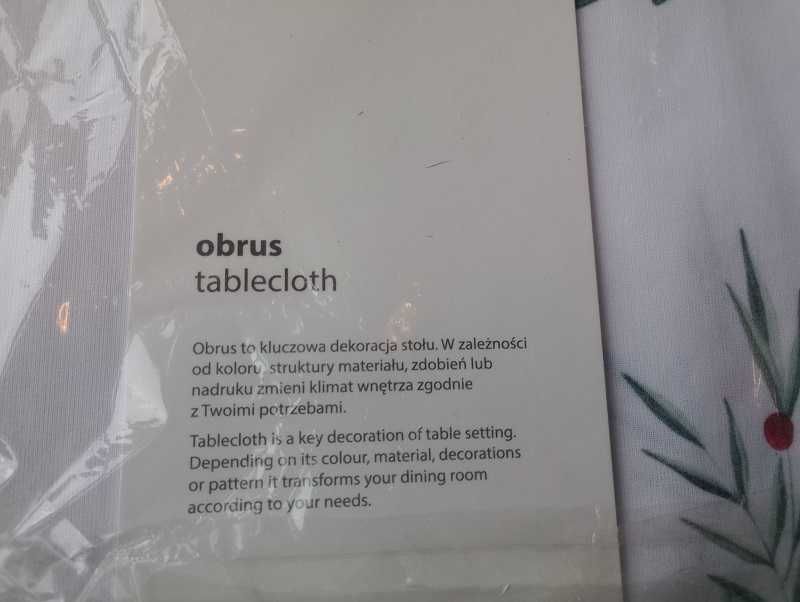 obrus
tablecloth
Obrus to kluczowa dekoracja stołu. W zależności
od koloru, struktury materiału, zdobień lub
nadruku zmieni klimat wnętrza zgodnie
z Twoimi potrzebami.
Tablecloth is a key decoration of table setting.
Depending on its colour, material, decorations
or pattern it transforms your dining room
according to your needs.